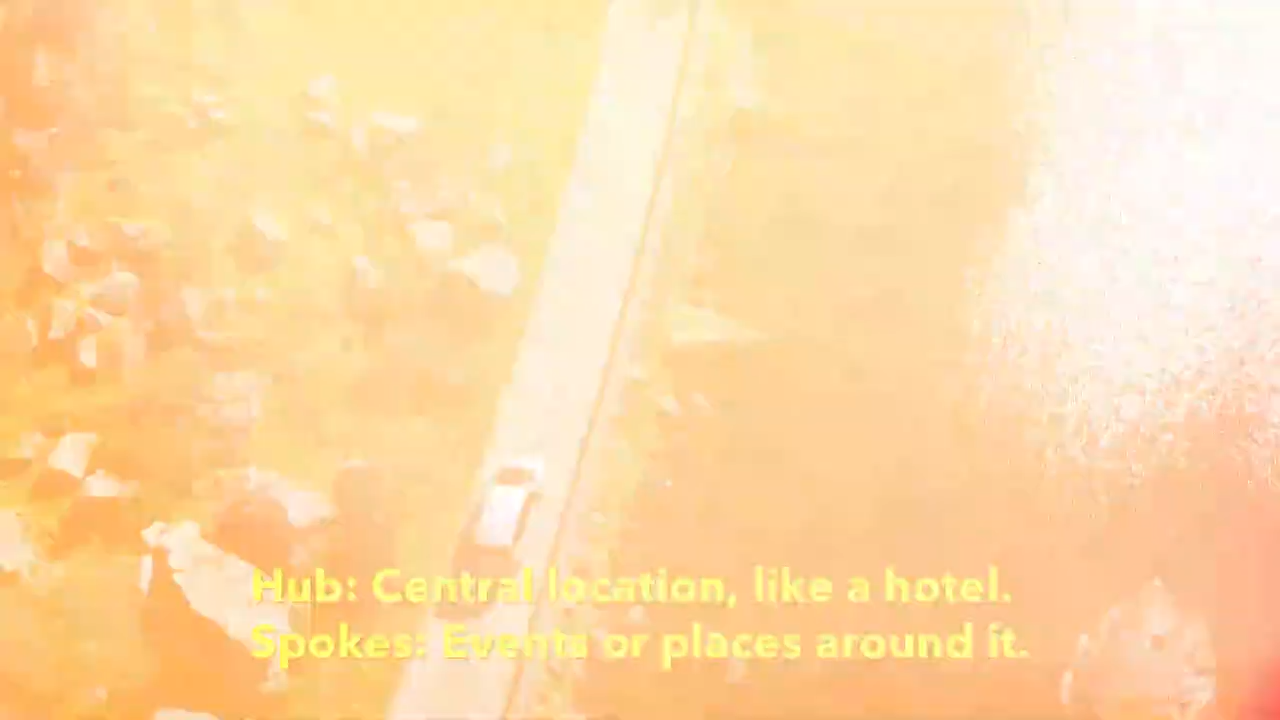 Hub: Central location, like a hotel.
Spokes: Events or places around it.